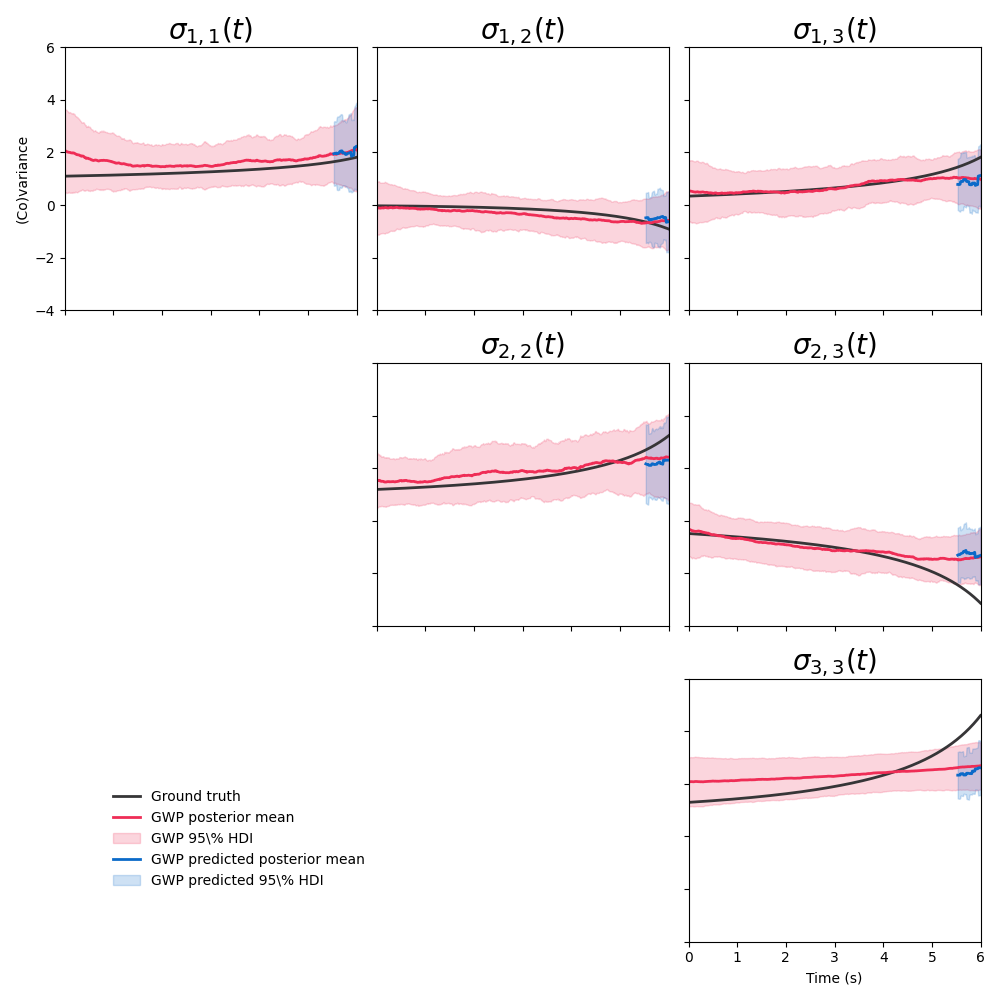 σ1,1(t)
σ1,2(t)
σ1,3(t)
6
4
2
0
−2
−4
(Co)variance
σ2,2(t)
σ2,3(t)
σ3,3(t)
Ground truth
GWP posterior mean
GWP 95\% HDI
GWP predicted posterior mean
GWP predicted 95\% HDI
0 1 2 3 4 5 6
Time (s)